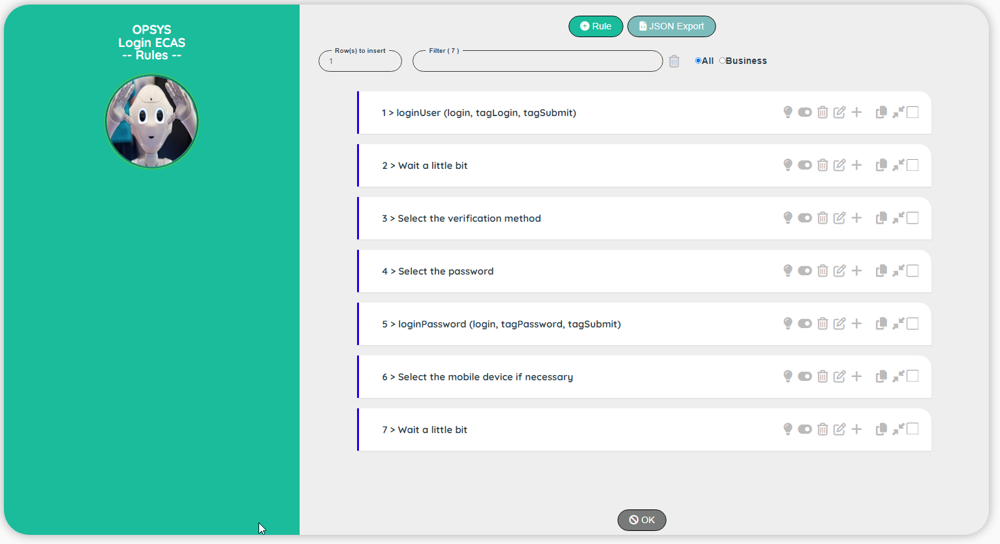 OPSYS
Login ECAS
-- Rules --
Rule
JSON Export
Row(s) to insert
1
Filter ( 7 )
All
Business
1 > loginUser (login, tagLogin, tagSubmit)
2 > Wait a little bit
3 > Select the verification method
4 > Select the password
5 > loginPassword (login, tagPassword, tagSubmit)
6 > Select the mobile device if necessary
7 > Wait a little bit
OK